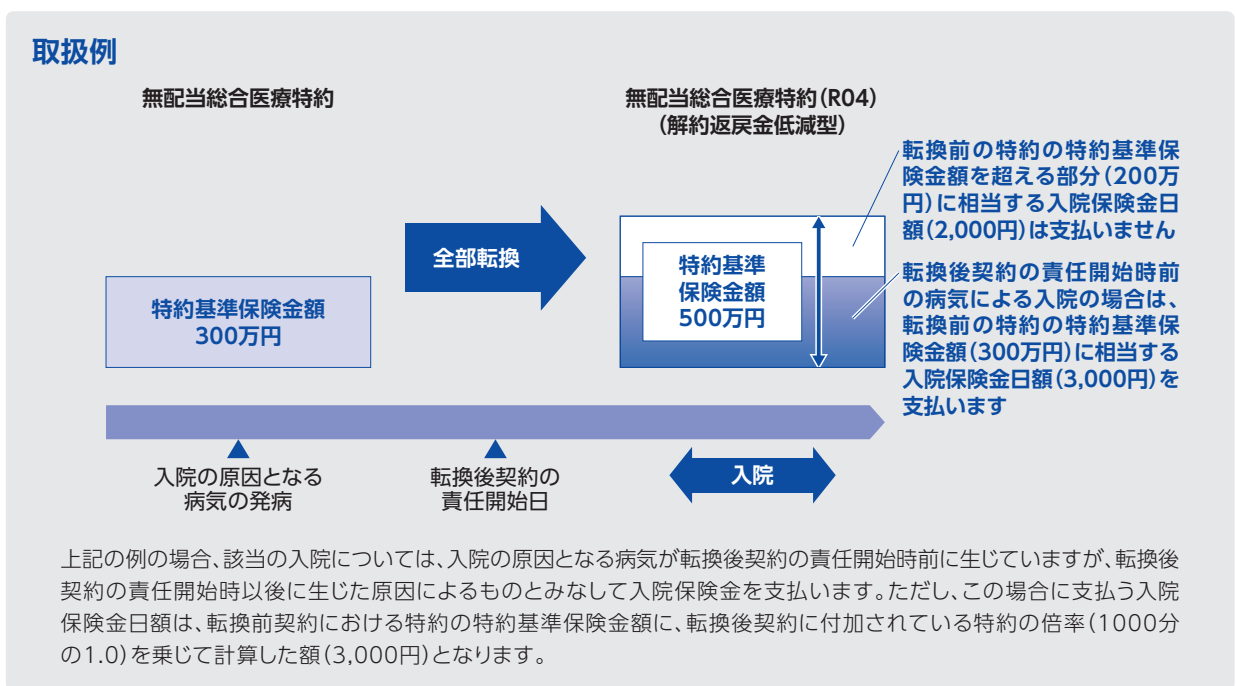 取扱例
無配当総合医療特約
無配当総合医療特約(R04)
(解約返戻金低減型)
転換前の特約の特約基準保
険金額を超える部分(200万
円)に相当する入院保険金日
額(2,000円)は支払いません
全部転換
特約基準
保険金額
500万円
特約基準保険金額
300万円
転換後契約の責任開始時前
の病気による入院の場合は、
転換前の特約の特約基準保
険金額(300万円)に相当する
入院保険金日額(3,000円)を
支払います
入院の原因となる
病気の発病
転換後契約の
責任開始日
入院
上記の例の場合、該当の入院については、入院の原因となる病気が転換後契約の責任開始時前に生じていますが、転換後
契約の責任開始時以後に生じた原因によるものとみなして入院保険金を支払います。ただし、この場合に支払う入院
保険金日額は、転換前契約における特約の特約基準保険金額に、転換後契約に付加されている特約の倍率(1000分
の1.0)を乗じて計算した額(3,000円)となります。